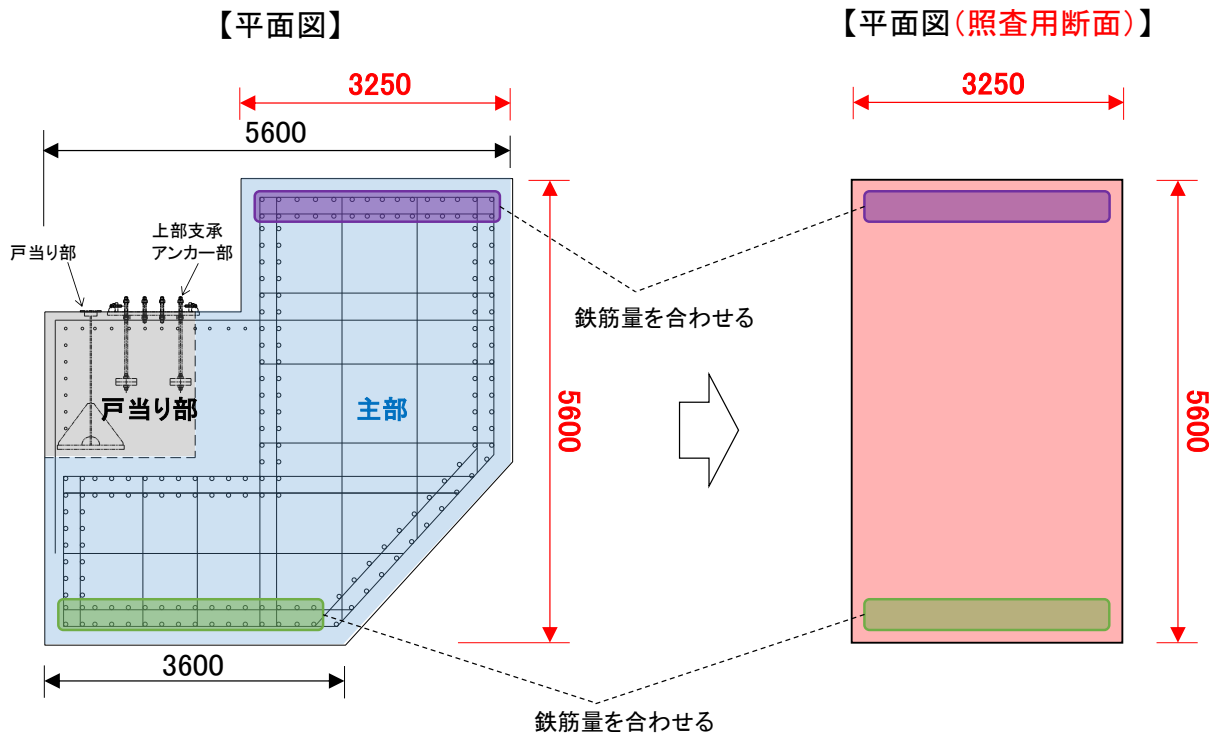 【平面図】
【平面図(照査用断面)】
3250
3250
5600
上部支承
アンカー部
戸当り部
鉄筋量を合わせる
戸当り部
主部
5600
5600
3600
鉄筋量を合わせる